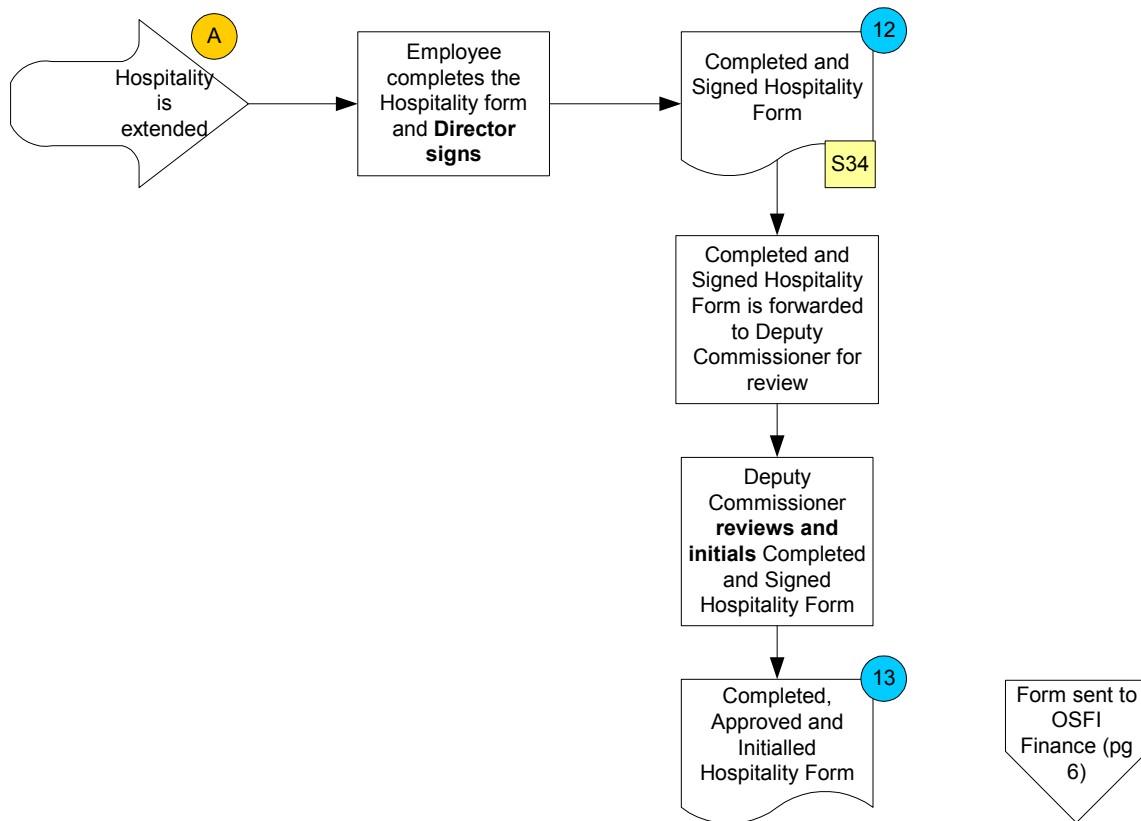 A
Hospitality
is
extended
Employee
completes the
Hospitality form
and Director
signs
12
Completed and
Signed Hospitality
Form
S34
Completed and
Signed Hospitality
Form is forwarded
to Deputy
Commissioner for
review
Deputy
Commissioner
reviews and
initials Completed
and Signed
Hospitality Form
13
Completed,
Approved and
Initialled
Hospitality Form
Form sent to
OSFI
Finance (pg
6)